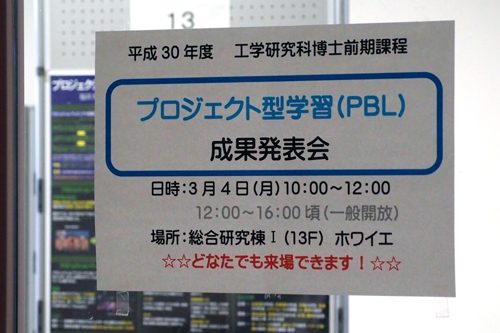 13
平成30年度 工学研究科博士前期課程
プロジェクト型学習(PBL)
成果発表会
日時:3月4日(月)10:00~12:00
12:00~16:00頃(一般開放)
場所:総合研究棟Ⅰ(13F) ホワイエ
☆☆どなたでも来場できます!☆☆